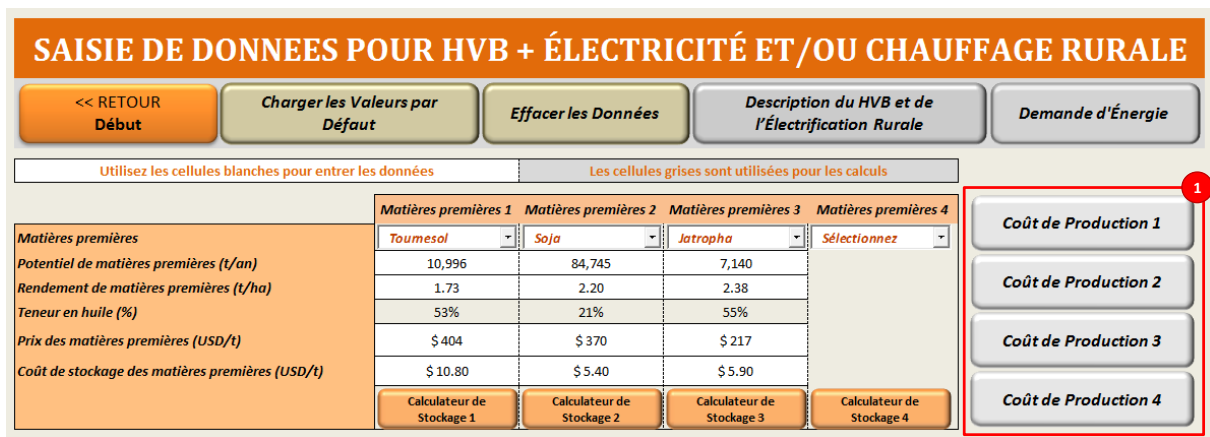 SAISIE DE DONNEES POUR HVB + ÉLECTRICITÉ ET/OU CHAUFFAGE RURALE
<< RETOUR
Début
Charger les Valeurs par
Défaut
Effacer les Données
Description du HVB et de
l'Électrification Rurale
Demande d'Énergie
Utilisez les cellules blanches pour entrer les données
Les cellules grises sont utilisées pour les calculs
1
Matières premières 1 Matières premières 2 Matières premières 3 Matières premières 4
Matières premières Toumesol Soja Jatropha Sélectionnez
Potentiel de matières premières (t/an) 10,996 84,745 7,140
Rendement de matières premières (t/ha) 1.73 2.20 2.38
Teneur en huile (%) 53% 21% 55%
Prix des matières premières (USD/t) $ 404 $ 370 $ 217
Coût de stockage des matières premières (USD/t) $ 10.80 $ 5.40 $ 5.90
Calculateur de
Stockage 1
Calculateur de
Stockage 2
Calculateur de
Stockage 3
Calculateur de
Stockage 4
Coût de Production 1
Coût de Production 2
Coût de Production 3
Coût de Production 4